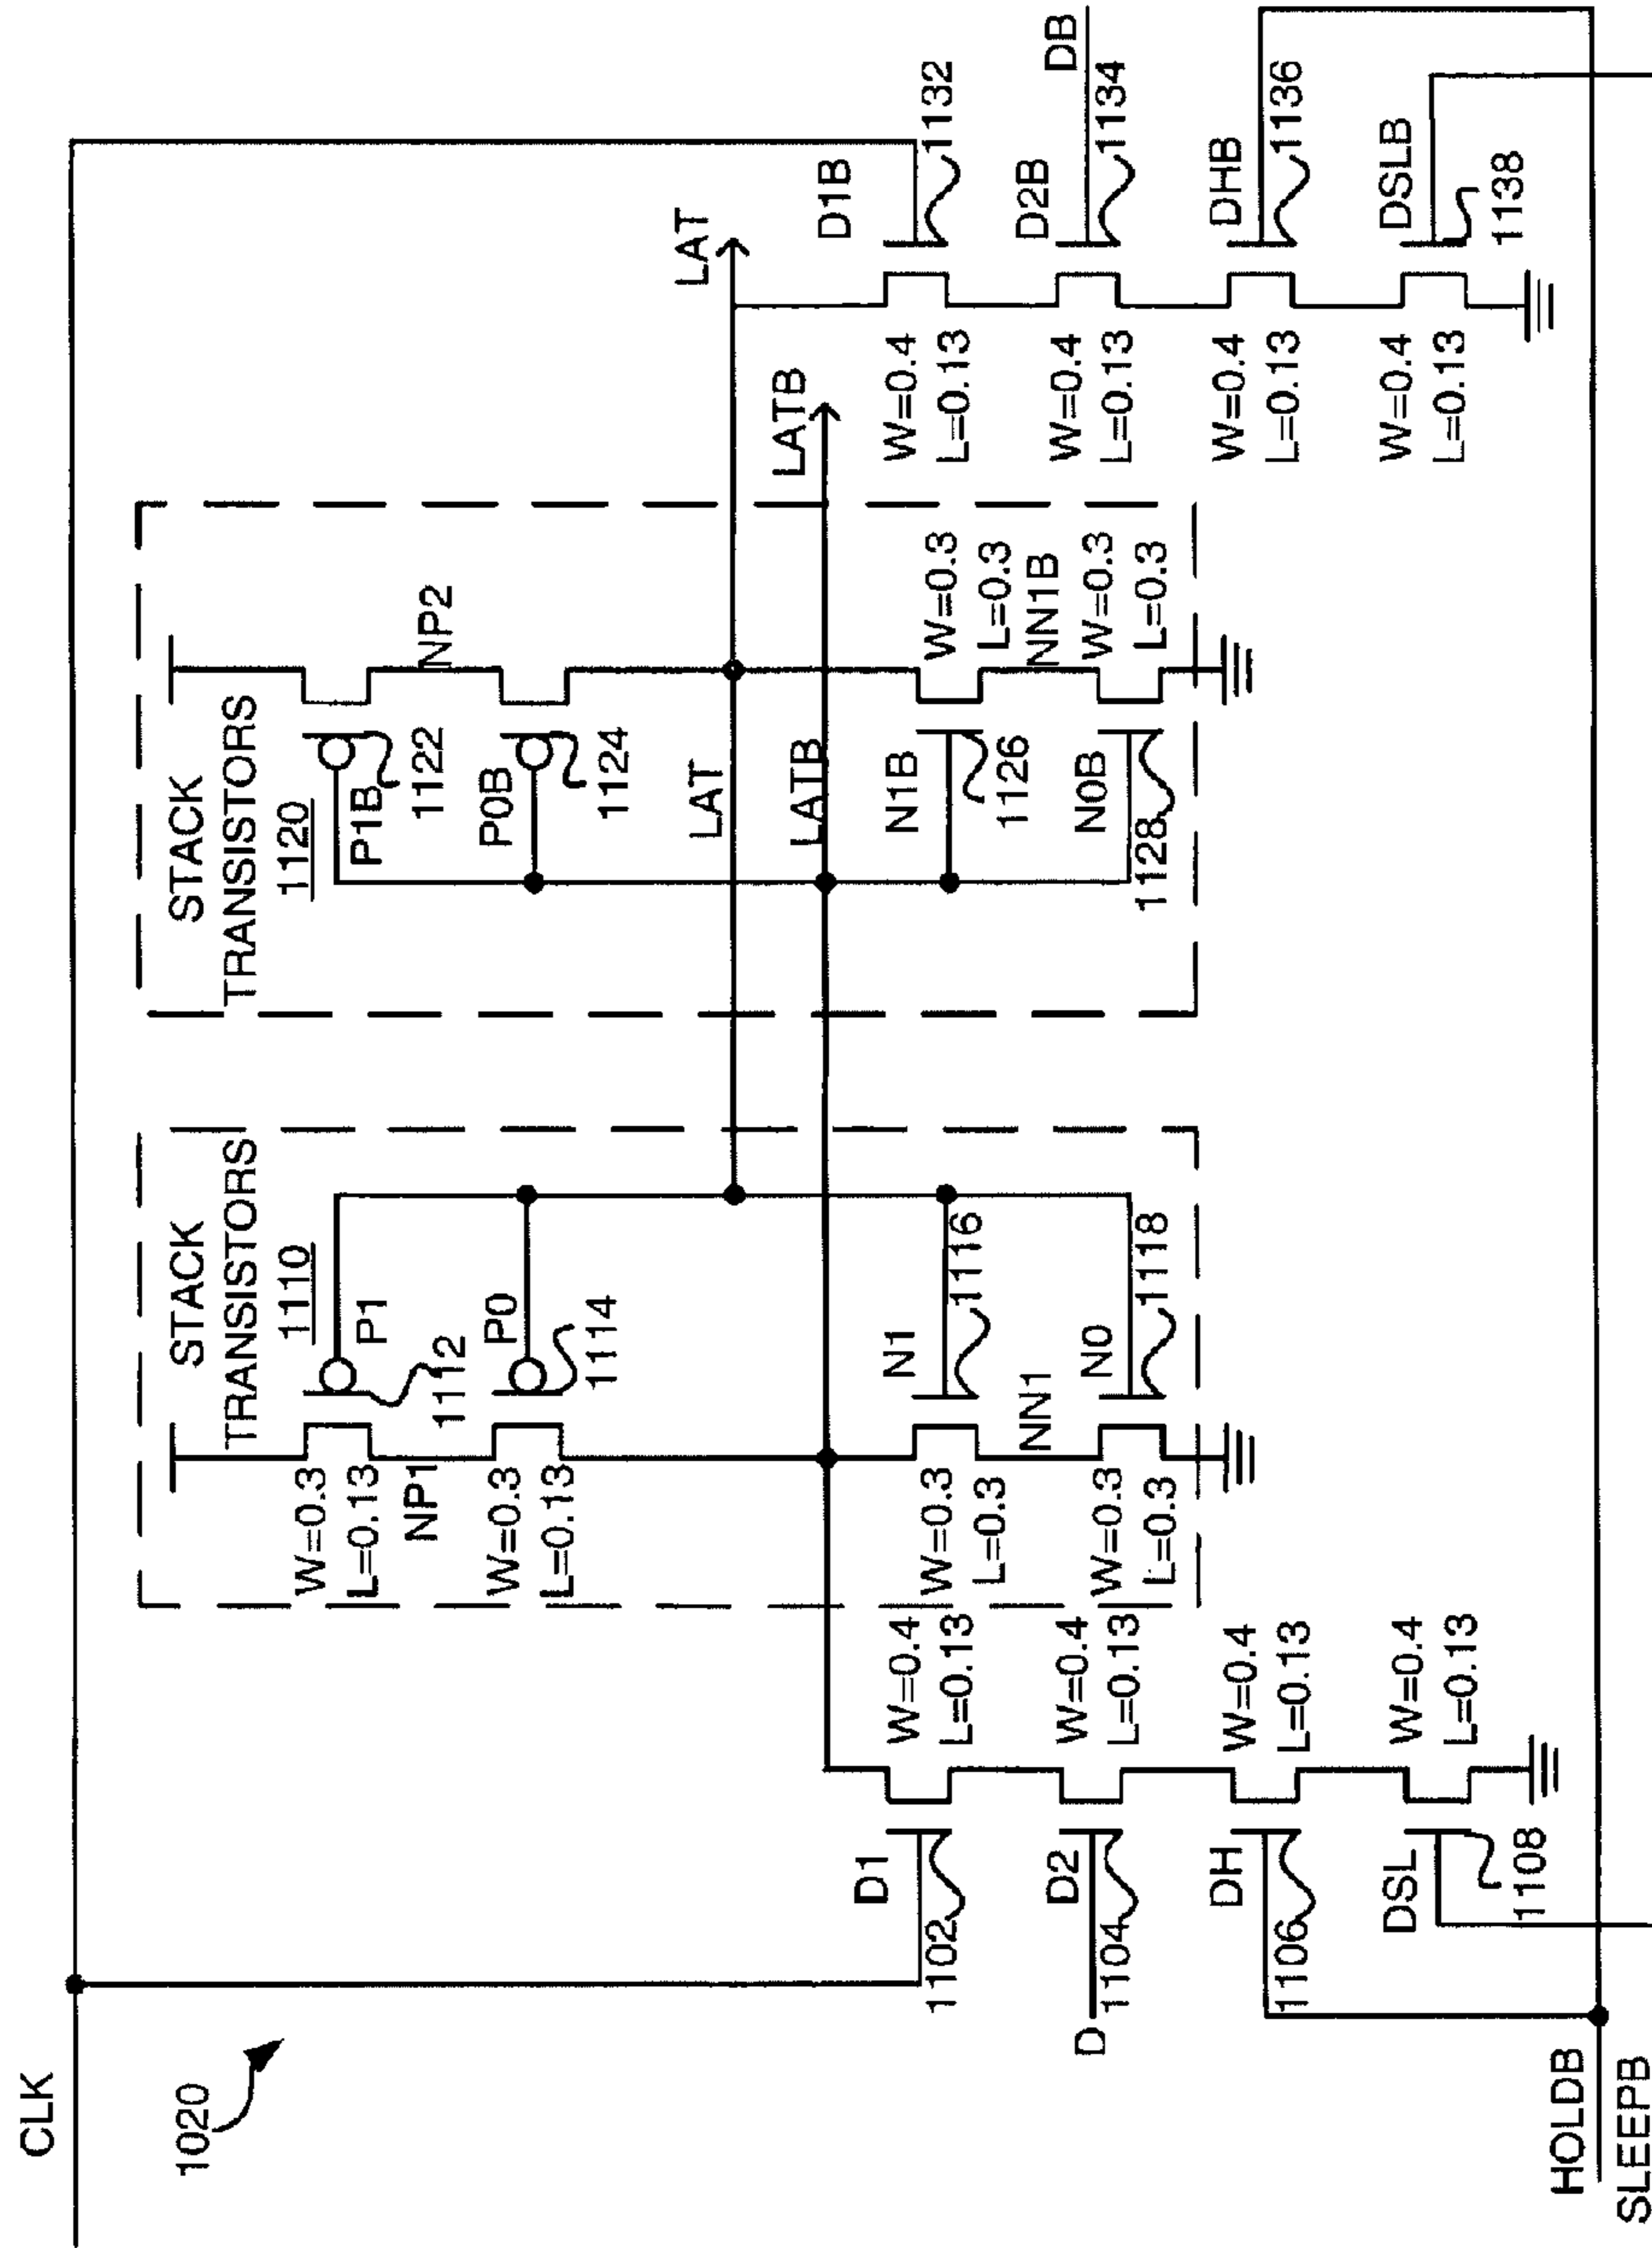 CLK
1020
STACK
TRANSISTORS
1110
P1
1112
W=0.3
L=0.13
NP1
P0
1114
W=0.3
L=0.13
N1
1116
W=0.3
L=0.3
NN1
N0
1118
W=0.3
L=0.3
STACK
TRANSISTORS
1120
P1B
1122
NP2
P0B
1124
LAT
LATB
N1B
1126
W=0.3
L=0.3
NN1B
N0B
1128
W=0.3
L=0.3
LAT
LATB
D1
1102
W=0.4
L=0.13
D
D2
1104
W=0.4
L=0.13
DH
1106
W=0.4
L=0.13
DSL
1108
W=0.4
L=0.13
D1B
1132
W=0.4
L=0.13
DB
D2B
1134
W=0.4
L=0.13
DHB
1136
W=0.4
L=0.13
DSLB
1138
W=0.4
L=0.13
HOLDB
SLEEPB